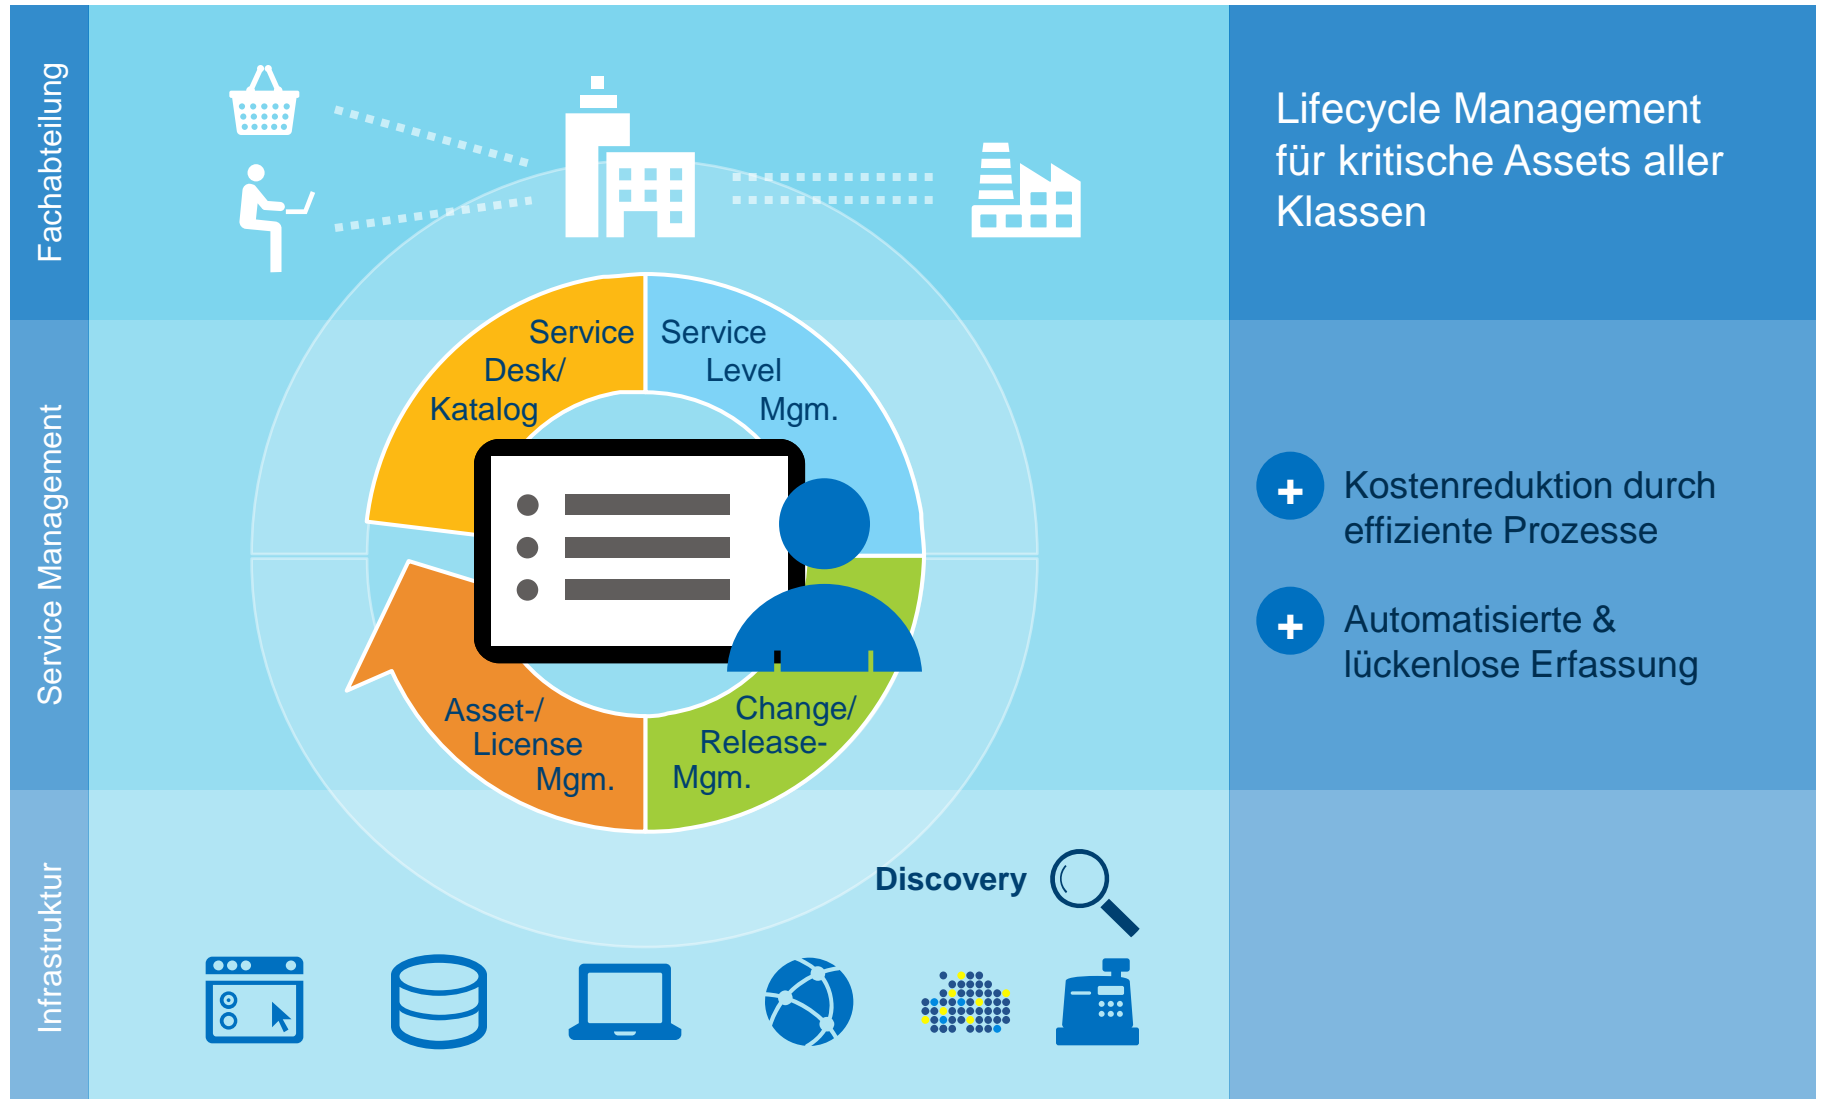 Fachabteilung
Lifecycle Management
für kritische Assets aller
Klassen
Service Management
Service
Desk/
Katalog
Service
Level
Mgm.
Asset-/
License
Mgm.
Change/
Release-
Mgm.
+ Kostenreduktion durch
effiziente Prozesse
+ Automatisierte &
lückenlose Erfassung
Infrastruktur
Discovery